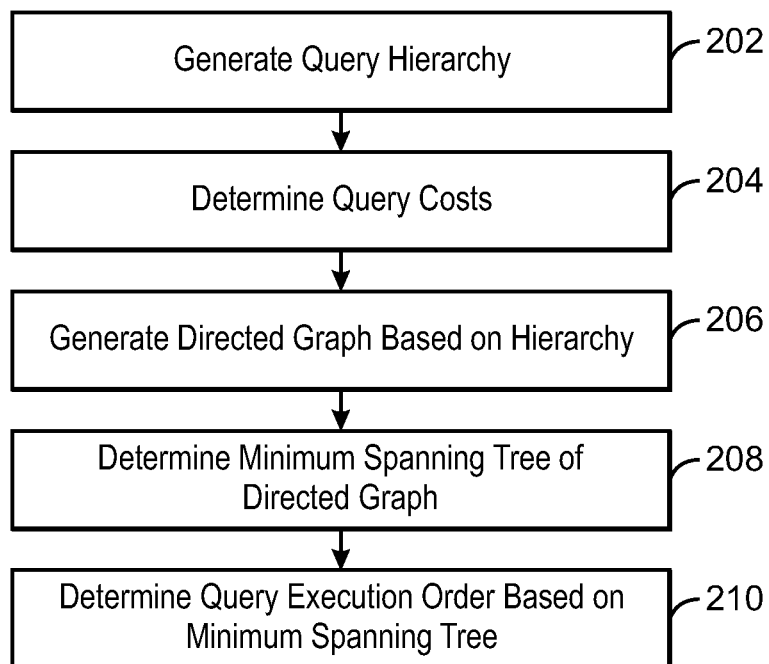 Generate Query Hierarchy
202
Determine Query Costs
204
Generate Directed Graph Based on Hierarchy
206
Determine Minimum Spanning Tree of
Directed Graph
208
Determine Query Execution Order Based on
Minimum Spanning Tree
210